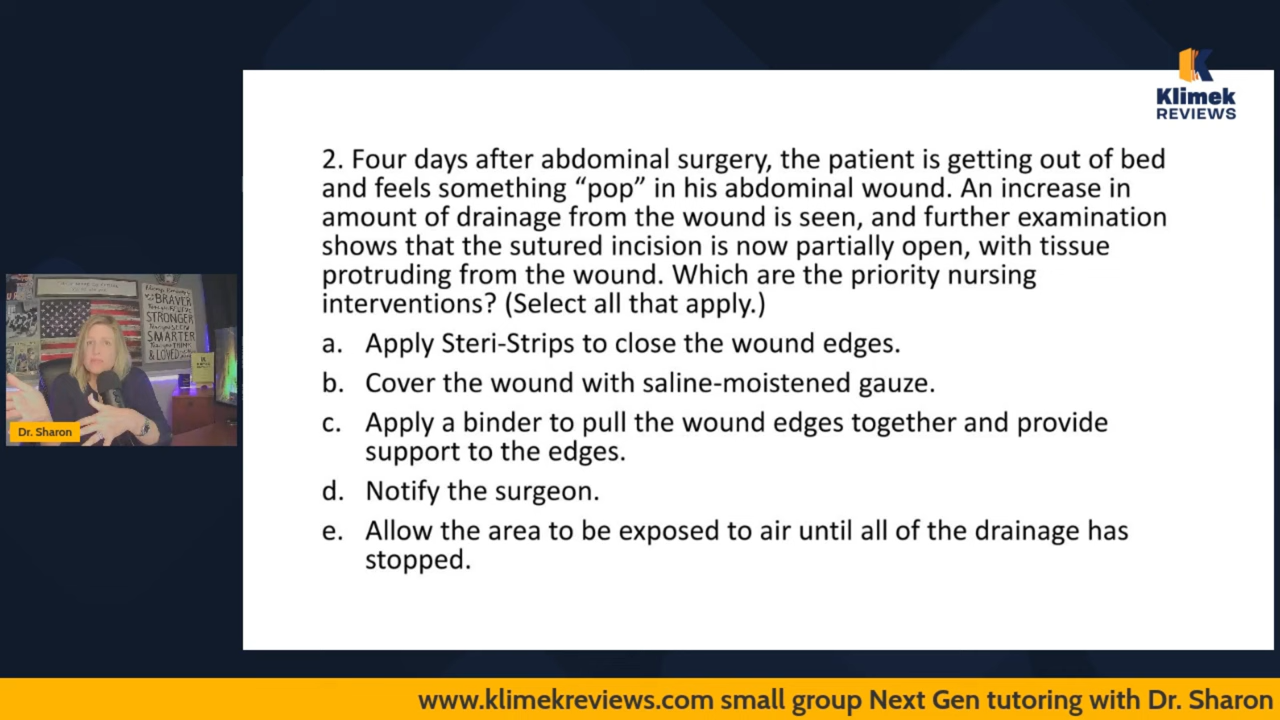 Klimek
REVIEWS
2. Four days after abdominal surgery, the patient is getting out of bed
and feels something “pop” in his abdominal wound. An increase in
amount of drainage from the wound is seen, and further examination
shows that the sutured incision is now partially open, with tissue
protruding from the wound. Which are the priority nursing
interventions? (Select all that apply.)
a. Apply Steri-Strips to close the wound edges.
b. Cover the wound with saline-moistened gauze.
c. Apply a binder to pull the wound edges together and provide
support to the edges.
d. Notify the surgeon.
e. Allow the area to be exposed to air until all of the drainage has
stopped.
BRAVER
STRONGER
SMARTER
& LOVED
Dr. Sharon
www.klimekreviews.com small group Next Gen tutoring with Dr. Sharon